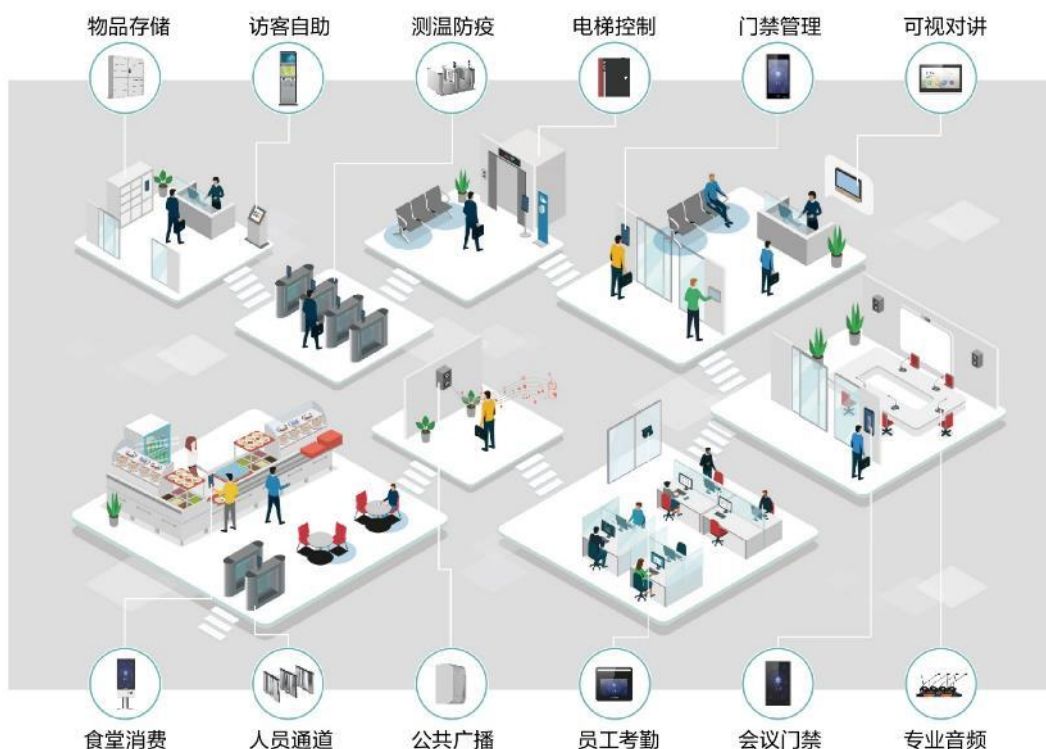 物品存储
访客自助
测温防疫
电梯控制
门禁管理
可视对讲
食堂消费
人员通道
公共广播
员工考勤
会议门禁
专业音频